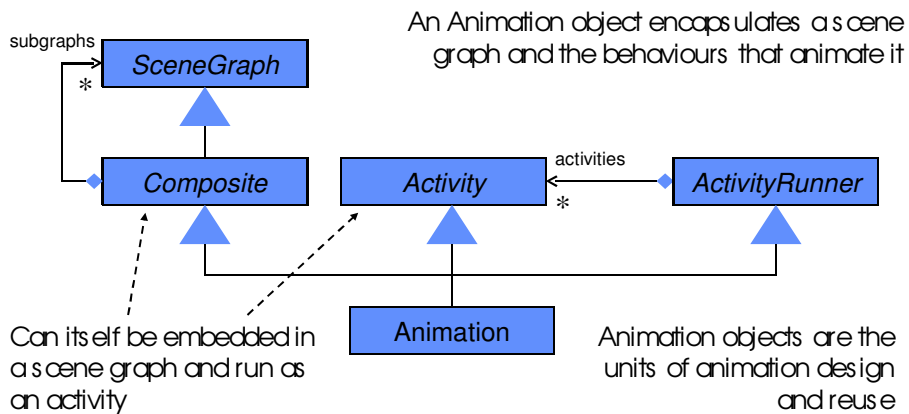 An Animation object encapsulates a scene
graph and the behaviours that animate it
subgraphs
SceneGraph
*
Composite
Activity
activities
*
ActivityRunner
Animation
Can itself be embedded in
a scene graph and run as
an activity
Animation objects are the
units of animation design
and reuse